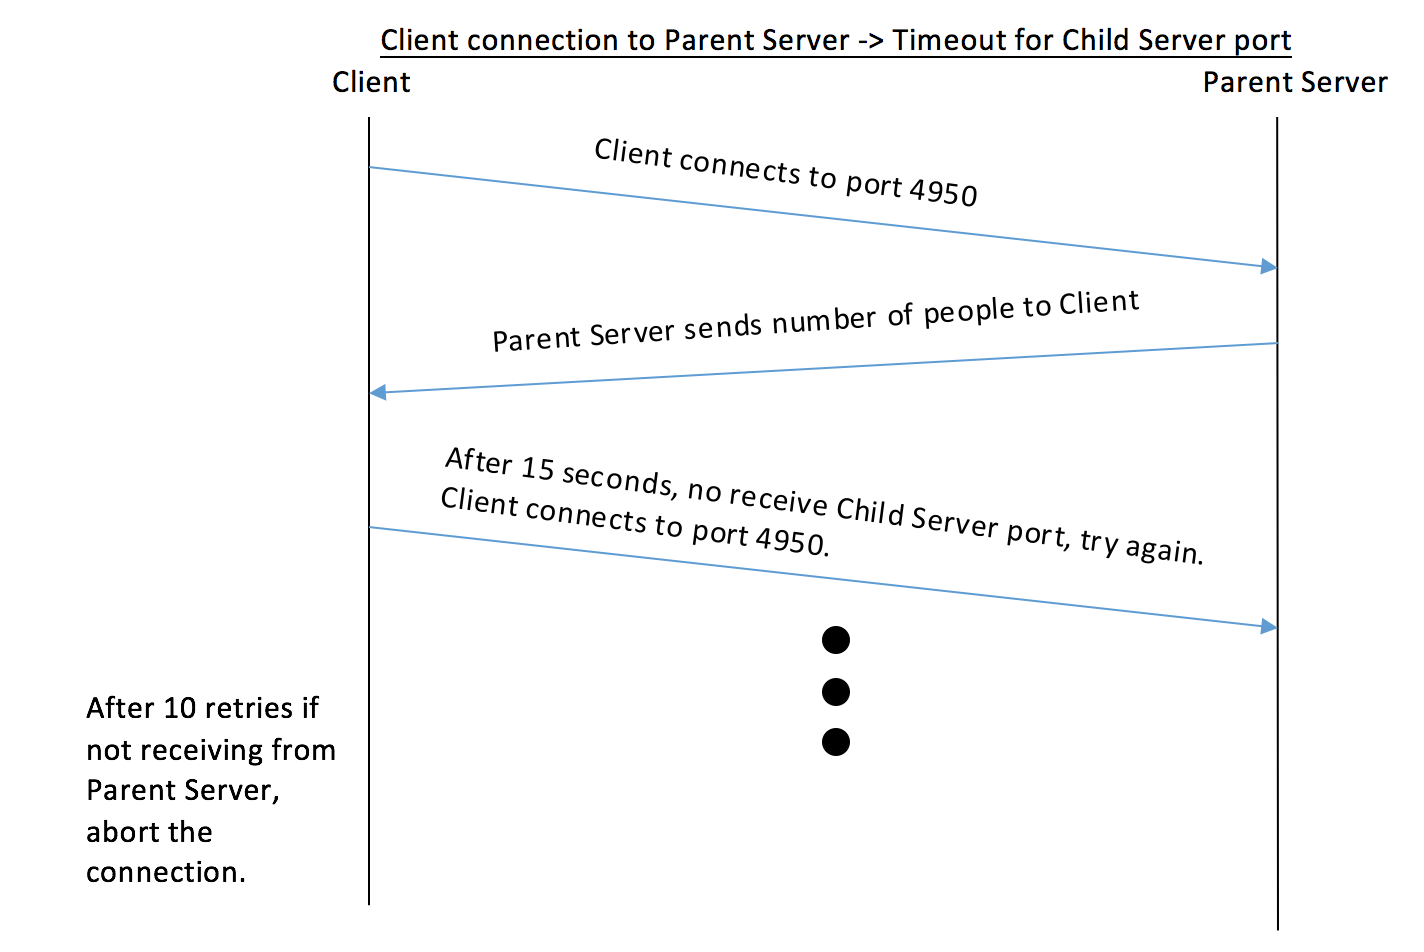 Client connection to Parent Server -> Timeout for Child Server port
Client
Parent Server
Client connects to port 4950
Parent Server sends number of people to Client
After 15 seconds, no receive Child Server port, try again.
Client connects to port 4950.
After 10 retries if
not receiving from
Parent Server,
abort the
connection.